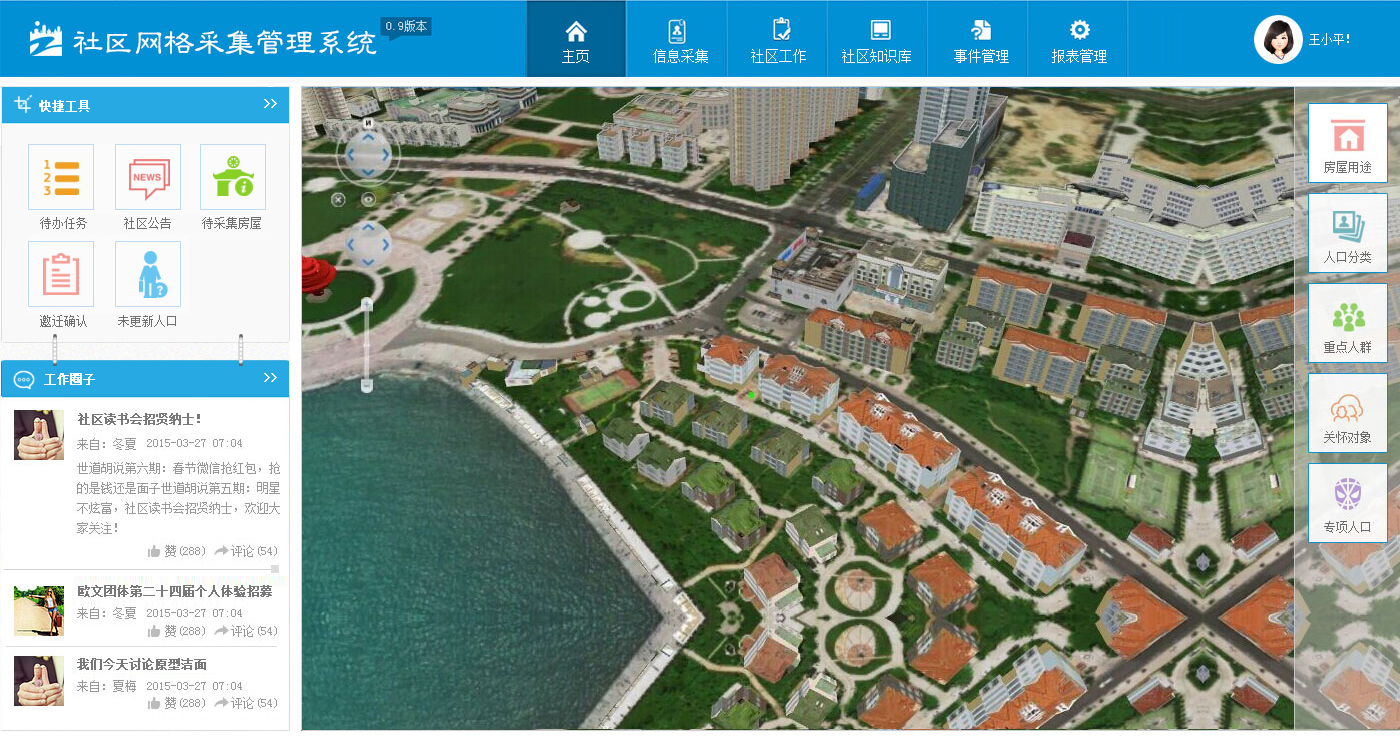 社区网格采集管理系统
0.9版本
主页
信息采集
社区工作
社区知识库
事件管理
报表管理
王小平!
快捷工具
1
2
3
NEWS
待办任务
社区公告
待采集房屋
邀迁确认
未更新人口
工作圈子
社区读书会招贤纳士!
来自: 冬夏 2015-03-27 07:04
世道胡说第六期: 春节微信抢红包, 抢
的是钱还是面子世道胡说第五期: 明星
不炫富, 社区读书会招贤纳士, 欢迎大
家关注!
赞(288) 评论(54)
欧文团体第二十四届个人体验招募
来自: 冬夏 2015-03-27 07:04
赞(288) 评论(54)
我们今天讨论原型洁面
来自: 夏梅 2015-03-27 07:04
赞(288) 评论(54)
N
房屋用途
人口分类
重点人群
关怀对象
专项人口